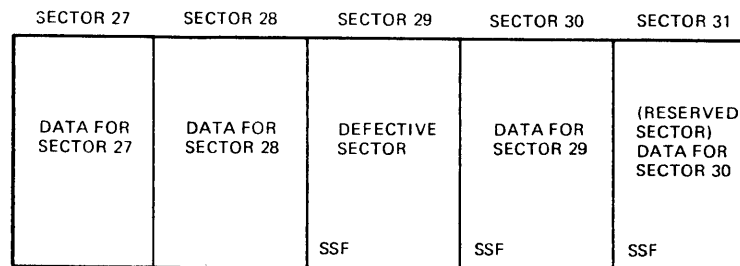 SECTOR 27 SECTOR 28 SECTOR 29 SECTOR 30 SECTOR 31
DATA FOR
SECTOR 27
DATA FOR
SECTOR 28
DEFECTIVE
SECTOR
DATA FOR
SECTOR 29
(RESERVED
SECTOR)
DATA FOR
SECTOR 30
SSF SSF SSF